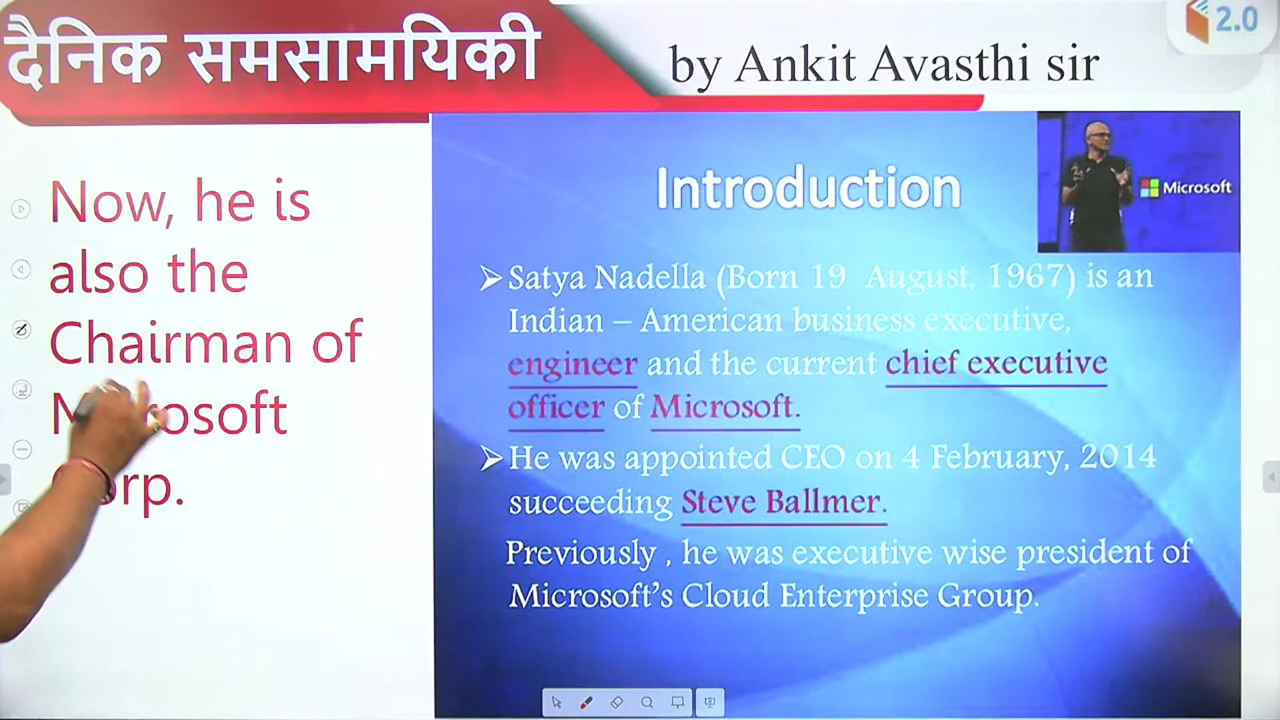 दैनिक समसामयिकी
by Ankit Avasthi sir
2.0
Now, he is
also the
Chairman of
Microsoft
Corp.
Introduction
Microsoft
➢Satya Nadella (Born 19 August, 1967) is an
Indian – American business executive,
engineer and the current chief executive
officer of Microsoft.
➢He was appointed CEO on 4 February, 2014
succeeding Steve Ballmer.
Previously , he was executive wise president of
Microsoft's Cloud Enterprise Group.